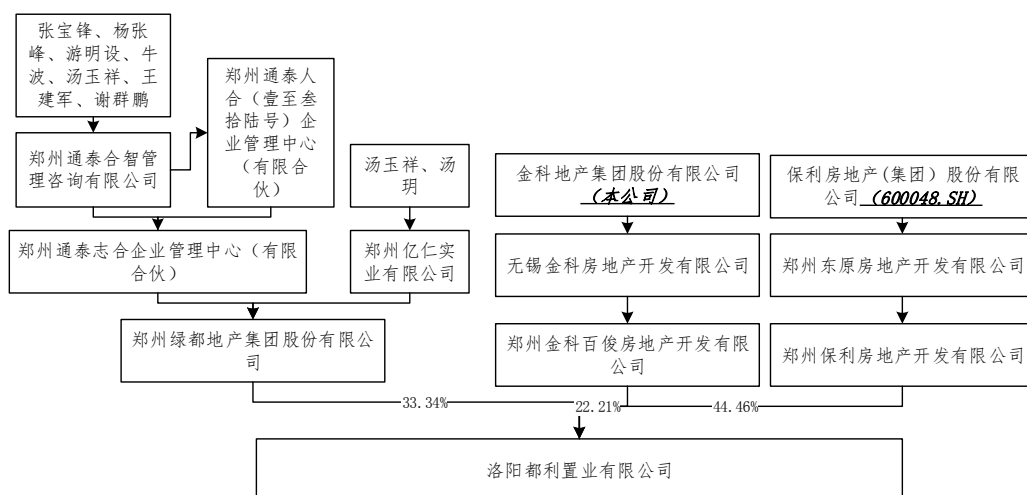 张宝锋、杨张
峰、游明设、牛
波、汤玉祥、王
建军、谢群鹏
郑州通泰人
合（壹至叁
拾陆号）企
业管理中心
（有限合
伙）
郑州通泰合智管
理咨询有限公司
汤玉祥、汤
玥
金科地产集团股份有限公司
（本公司）
保利房地产(集团）股份有限
公司（600048.SH）
郑州通泰志合企业管理中心（有限
合伙）
郑州亿仁实
业有限公司
无锡金科房地产开发有限公司
郑州东原房地产开发有限公司
郑州绿都地产集团股份有限公
司
郑州金科百俊房地产开发有限
公司
郑州保利房地产开发有限公司
33.34%
22.21%
44.46%
洛阳都利置业有限公司